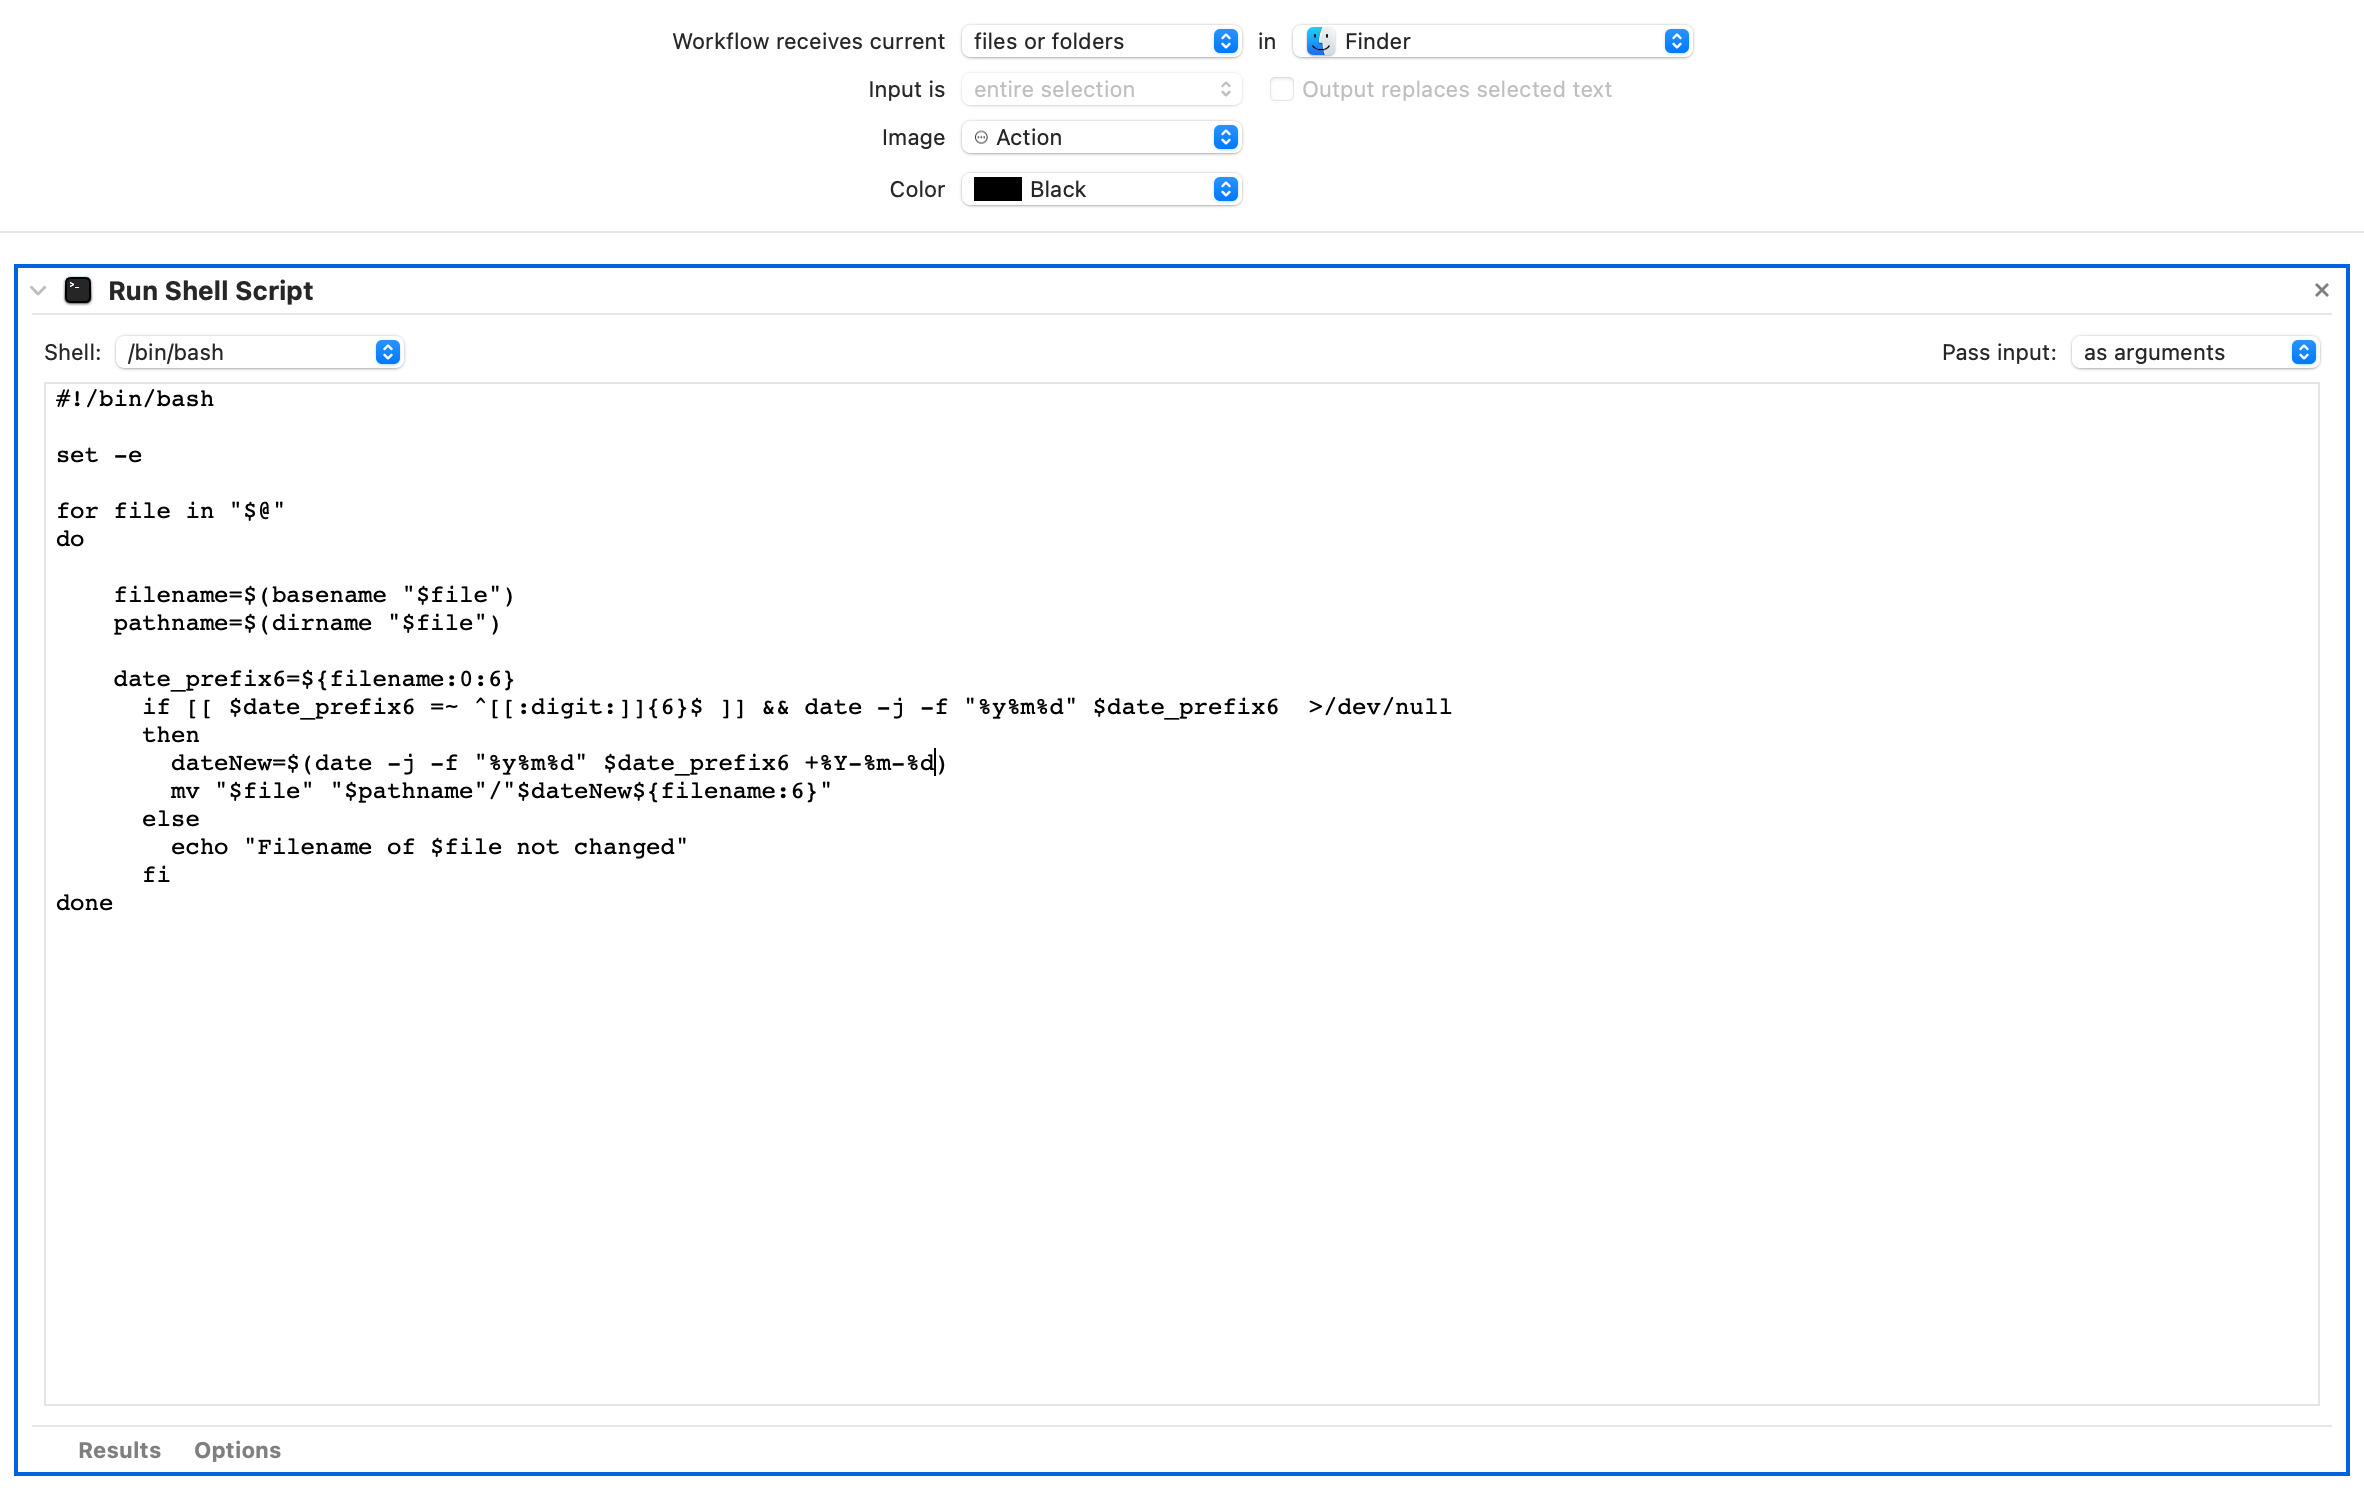 Workflow receives current files or folders in Finder
Input is entire selection Output replaces selected text
Image Action
Color Black
Run Shell Script
Shell: /bin/bash Pass input: as arguments
#!/bin/bash
set -e
for file in "$@"
do
filename=$(basename "$file")
pathname=$(dirname "$file")
date_prefix6=${filename:0:6}
if [[ $date_prefix6 =~ ^[[:digit:]]{6}$ ]] && date -j -f "%y%m%d" $date_prefix6  >/dev/null
then
dateNew=$(date -j -f "%y%m%d" $date_prefix6 +%Y-%m-%d)
mv "$file" "$pathname"/"$dateNew${filename:6}"
else
echo "Filename of $file not changed"
fi
done
Results Options